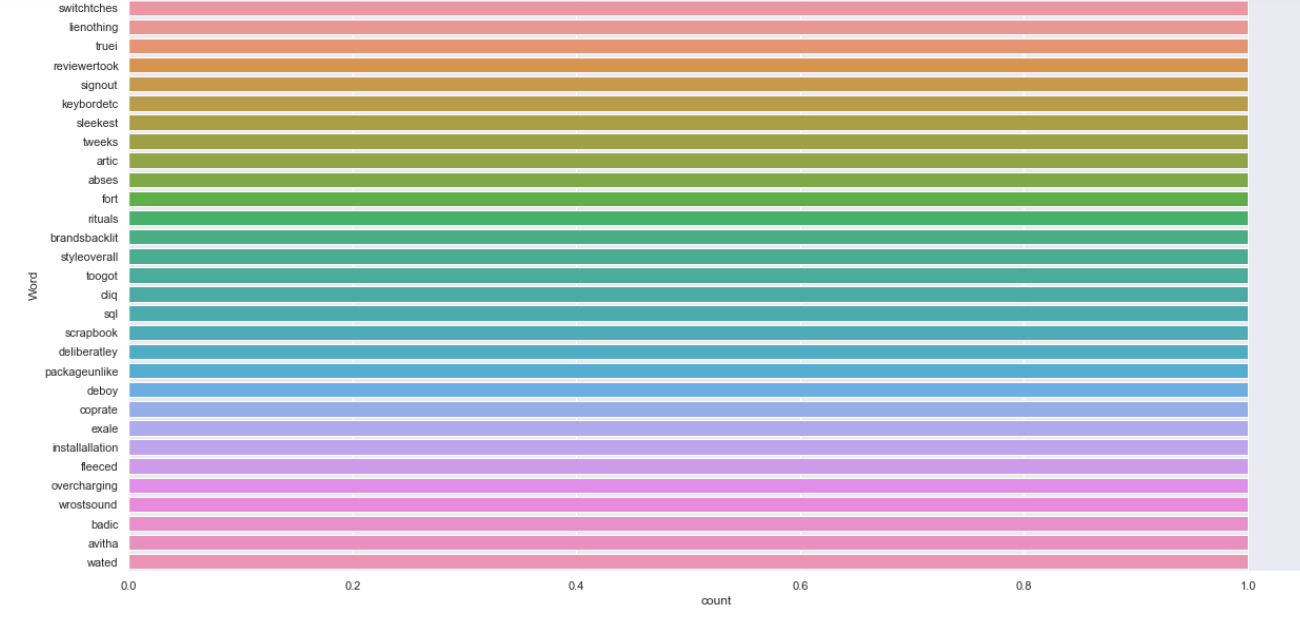 switchtches
lienothing
truei
reviewertook
signout
keybordetc
sleekest
tweeks
artic
abses
fort
rituals
brandsbacklit
styleoverall
toogot
cliq
sql
scrapbook
deliberatley
packageunlike
deboy
coprate
exale
installallation
fleeced
overcharging
wrostsound
badic
avitha
wated
Word
0.0 0.2 0.4 0.6 0.8 1.0
count